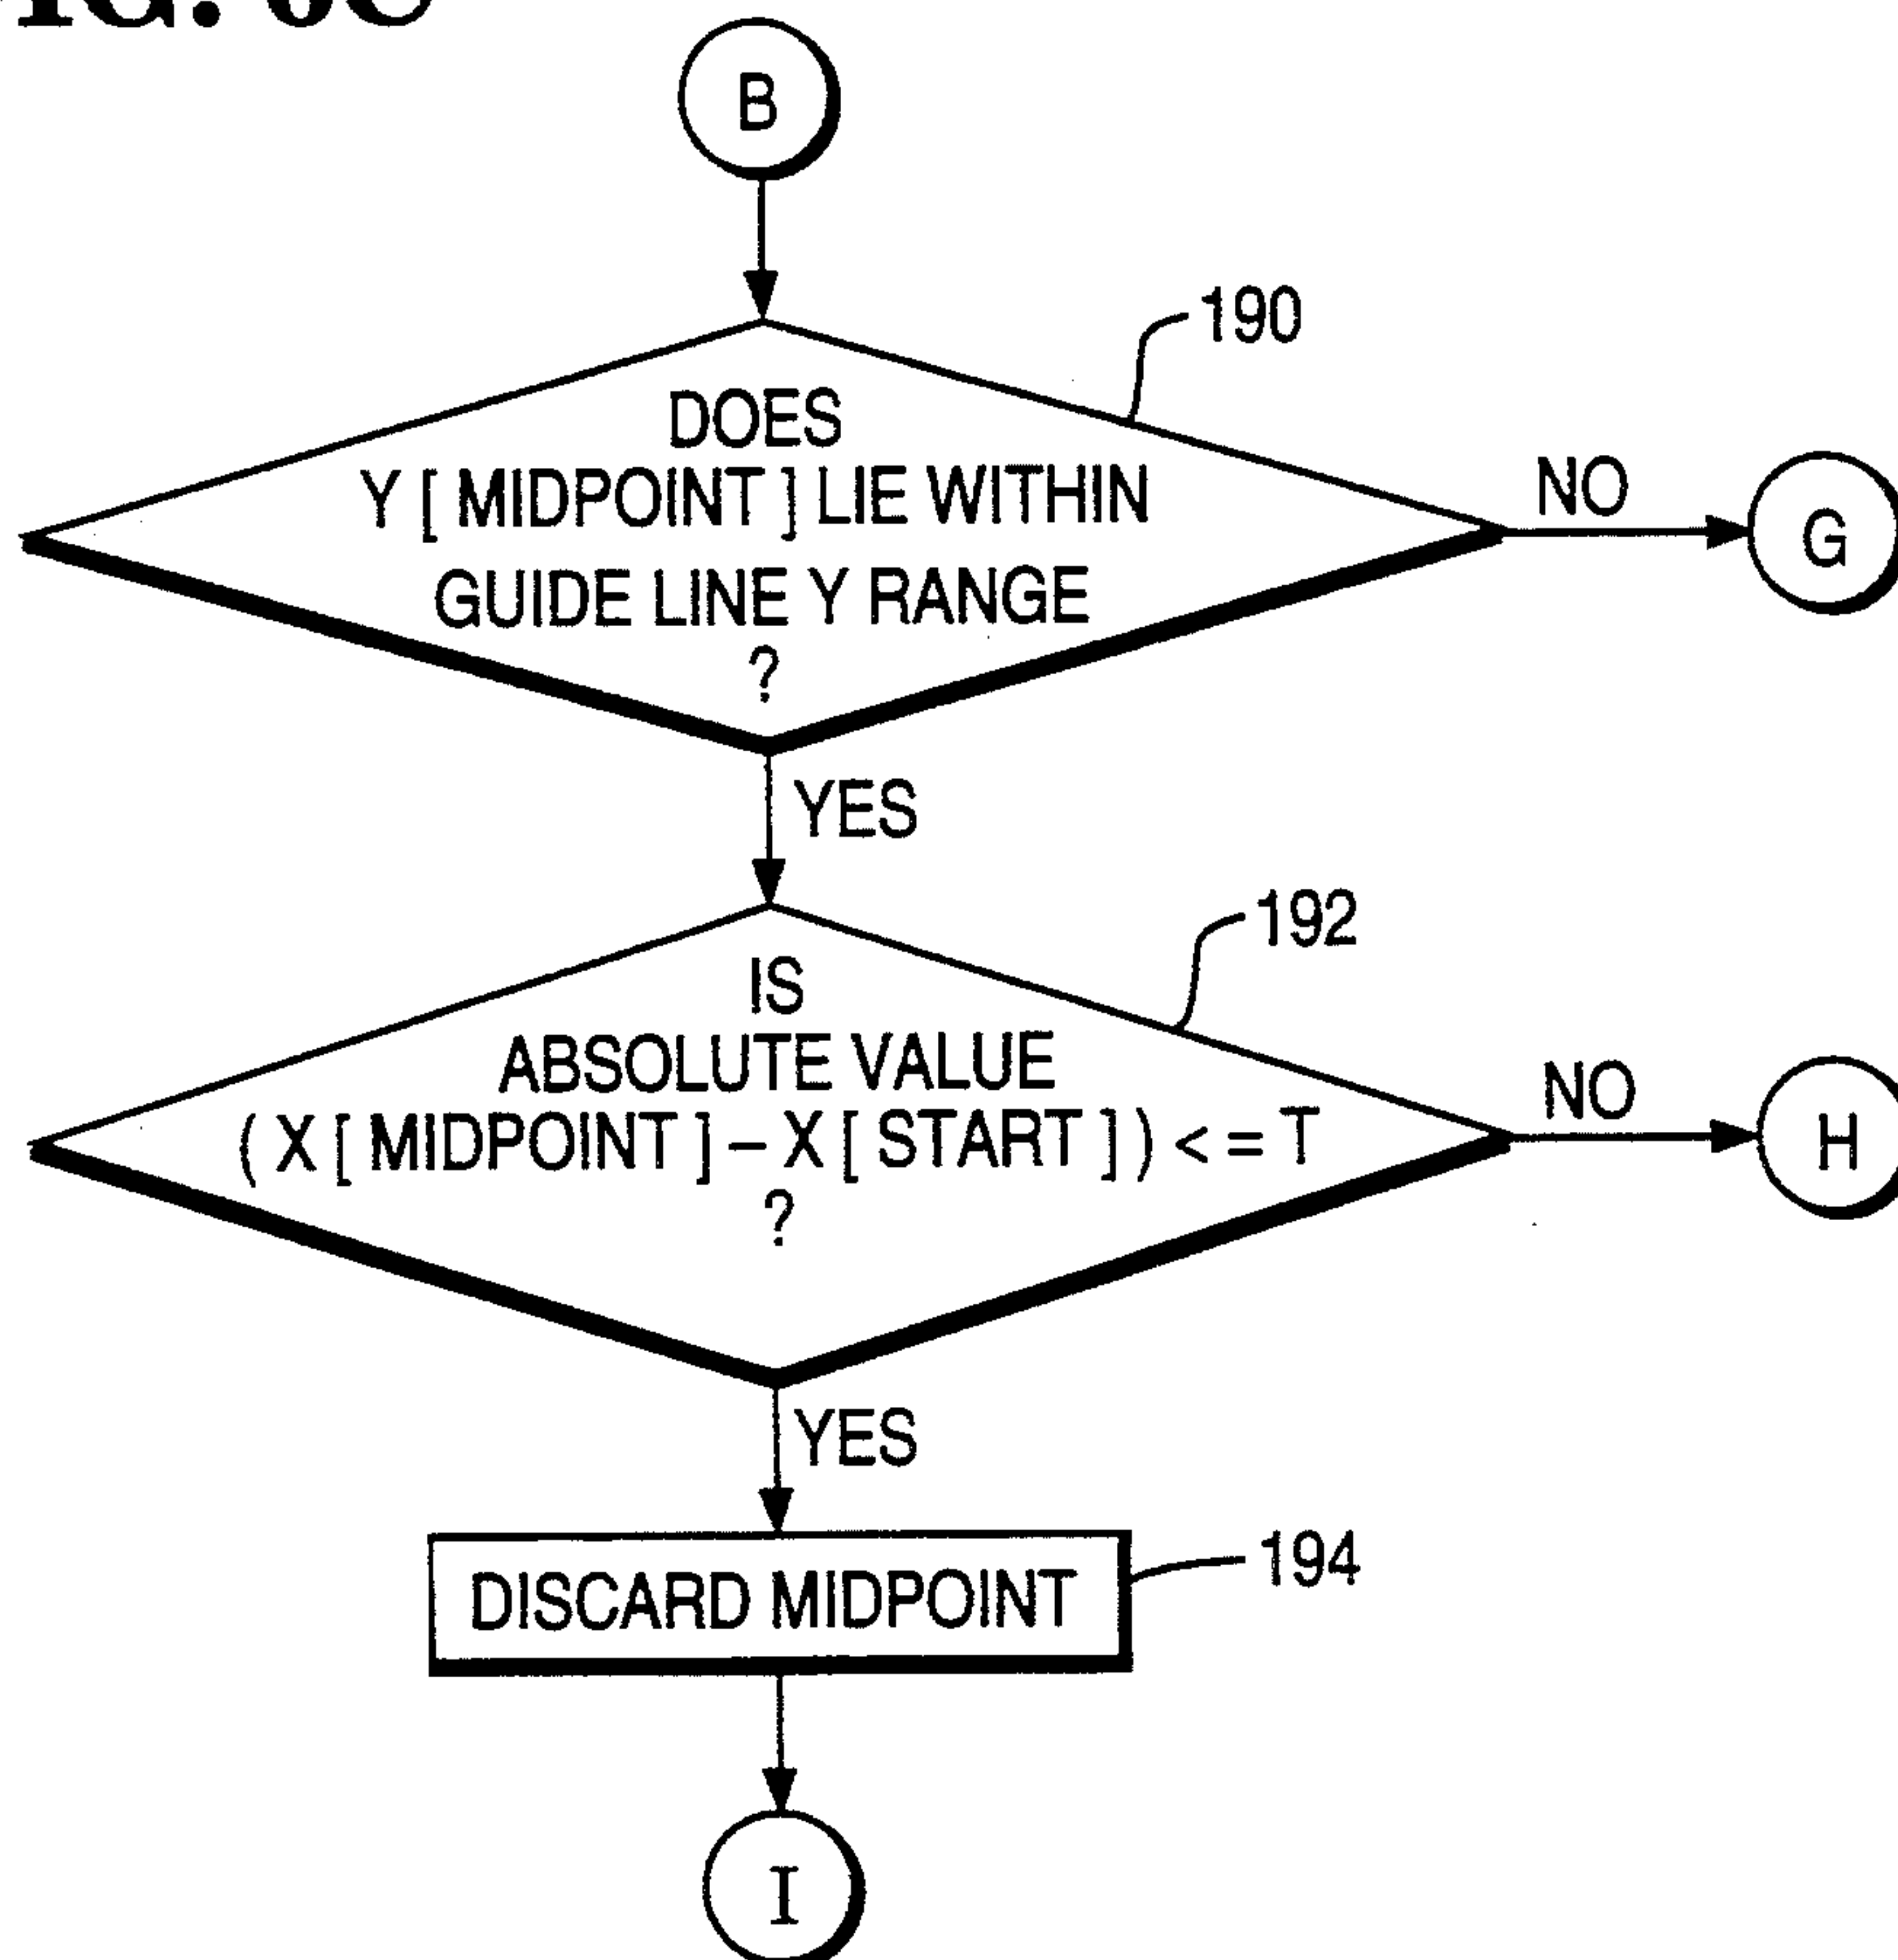 B
190
DOES
Y [ MIDPOINT ] LIE WITHIN
GUIDE LINE Y RANGE
?
NO
G
YES
192
IS
ABSOLUTE VALUE
( X [ MIDPOINT ] – X [ START ] ) < = T
?
NO
H
YES
DISCARD MIDPOINT
194
I